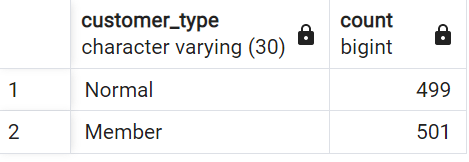 customer_type count
character varying (30) bigint
1 Normal 499
2 Member 501